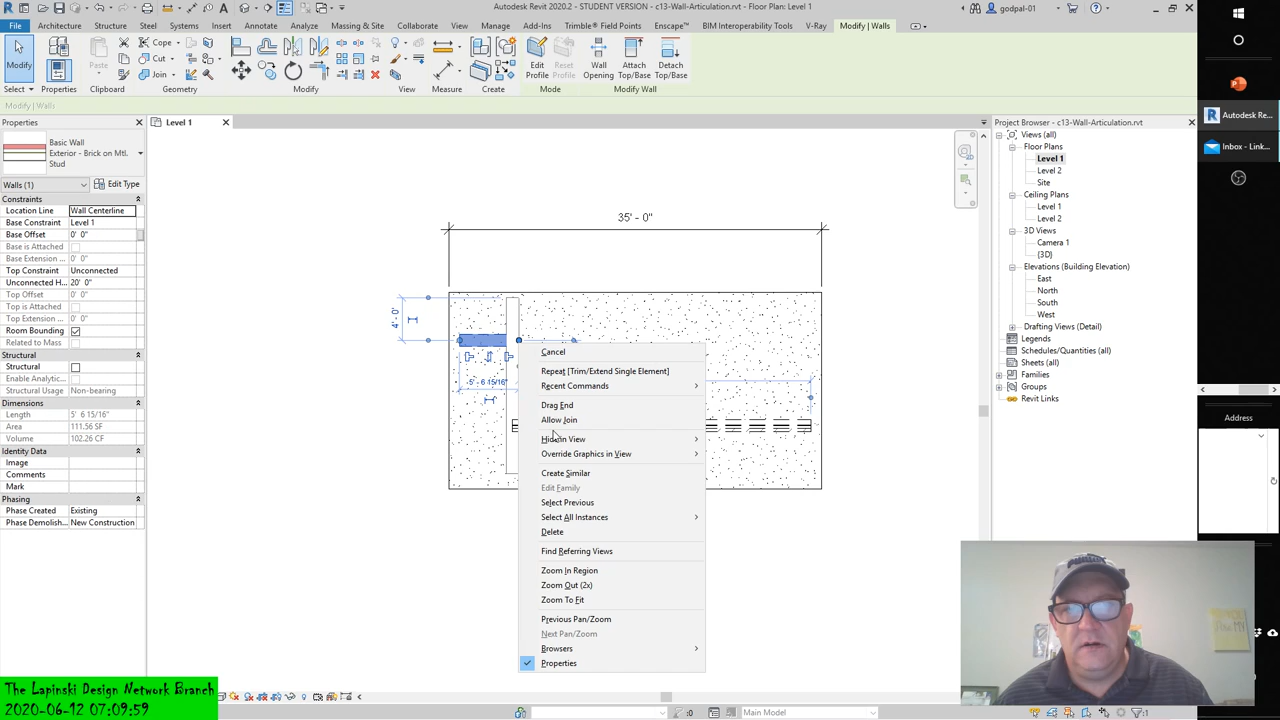 Autodesk Revit 2020.2 - STUDENT VERSION - c13-Wall-Articulation.rvt - Floor Plan: Level 1
godpal-01
File Architecture Structure Steel Systems Insert Annotate Analyze Massing & Site Collaborate View Manage Add-Ins Trimble® Field Points Enscape™ BIM Interoperability Tools V-Ray Modify | Walls
Modify Properties Paste Cope Cut Join Edit Profile Reset Profile Wall Opening Attach Top/Base Detach Top/Base
Select Properties Clipboard Geometry Modify View Measure Create Mode Modify Wall
Modify | Walls
Properties
Level 1
Project Browser - c13-Wall-Articulation.rvt
Basic Wall
Exterior - Brick on Mtl. Stud
Walls (1) Edit Type
Constraints
Location Line Wall Centerline
Base Constraint Level 1
Base Offset 0' 0"
Base is Attached
Base Extension ...
Top Constraint Unconnected
Unconnected H... 20' 0"
Top Offset 0' 0"
Top is Attached
Top Extension ... 0' 0"
Room Bounding
Related to Mass
Structural
Structural
Enable Analytic...
Structural Usage Non-bearing
Dimensions
Length 5' 6 15/16"
Area 111.56 SF
Volume 102.26 CF
Identity Data
Image
Comments
Mark
Phasing
Phase Created Existing
Phase Demolish... New Construction
35' - 0"
4' - 0"
5' - 6 15/16"
Cancel
Repeat [Trim/Extend Single Element]
Recent Commands
Drag End
Allow Join
Hide in View
Override Graphics in View
Create Similar
Edit Family
Select Previous
Select All Instances
Delete
Find Referring Views
Zoom In Region
Zoom Out (2x)
Zoom To Fit
Previous Pan/Zoom
Next Pan/Zoom
Browsers
Properties
Views (all)
Floor Plans
Level 1
Level 2
Site
Ceiling Plans
Level 1
Level 2
3D Views
Camera 1
{3D}
Elevations (Building Elevation)
East
North
South
West
Drafting Views (Detail)
Legends
Schedules/Quantities (all)
Sheets (all)
Families
Groups
Revit Links
Autodesk Re...
Inbox - Link...
Address
:0
Main Model
The Lapinski Design Network Branch
2020-06-12 07:09:59